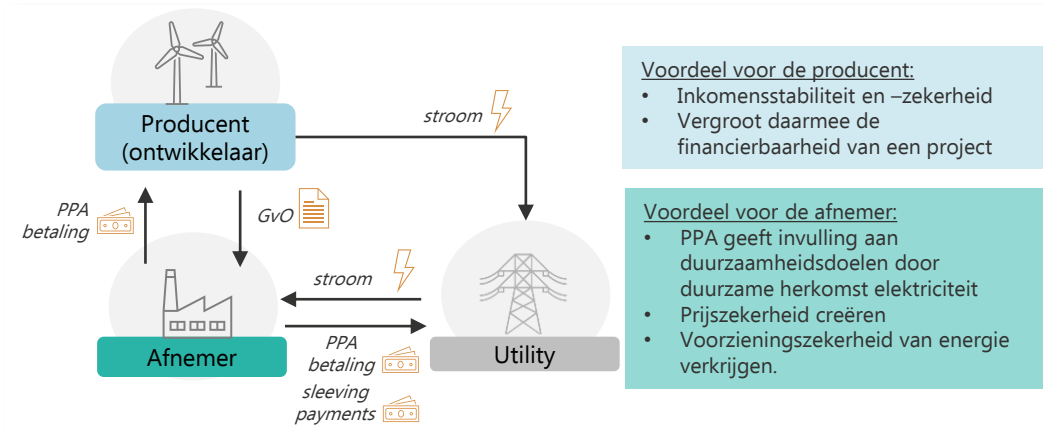 Producent
(ontwikkelaar)
stroom
PPA
betaling
GvO
stroom
Afnemer
PPA
betaling
sleeving
payments
Utility
Voordeel voor de producent:
• Inkomensstabiliteit en –zekerheid
• Vergroot daarmee de
financierbaarheid van een project
Voordeel voor de afnemer:
• PPA geeft invulling aan
duurzaamheidsdoelen door
duurzame herkomst elektriciteit
• Prijszekerheid creëren
• Voorzieningszekerheid van energie
verkrijgen.